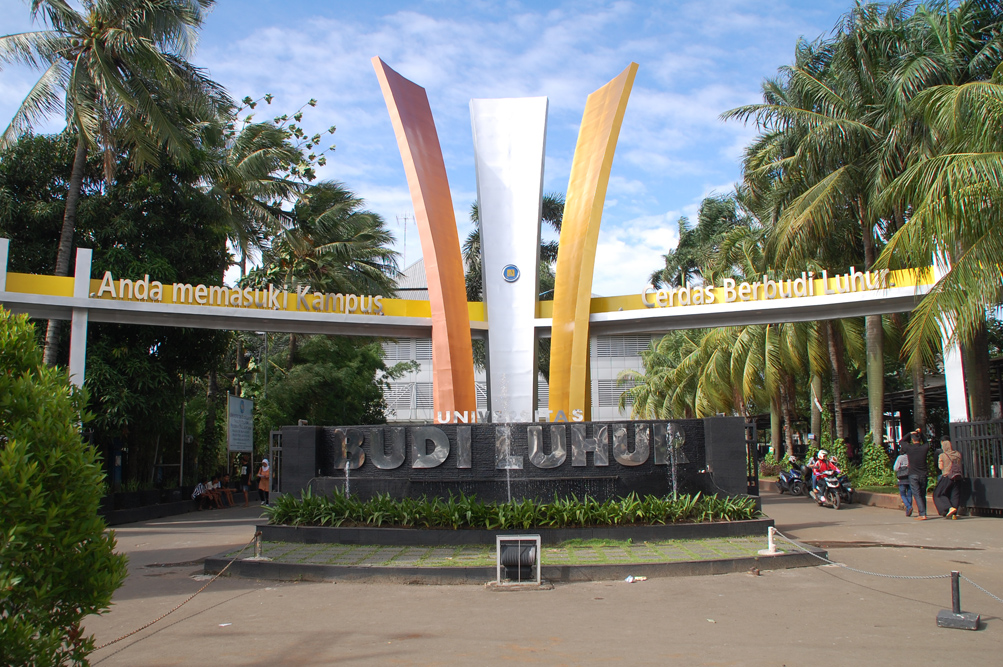 Anda memasuki Kampus
Cerdas Berbudi Luhur
UNIVERSITAS
BUDI LUHUR